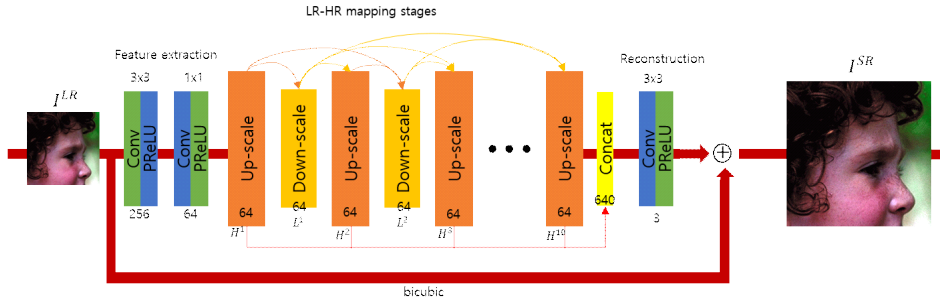 LR-HR mapping stages
Feature extraction
3x3
1x1
Reconstruction
3x3
I^{LR}
I^{SR}
Conv
PReLU
256
Conv
PReLU
64
Up-scale
64
H^1
Down-scale
64
L^1
Up-scale
64
H^2
Down-scale
64
L^2
Up-scale
64
H^3
Up-scale
64
H^{10}
Concat
640
Conv
PReLU
3
bicubic